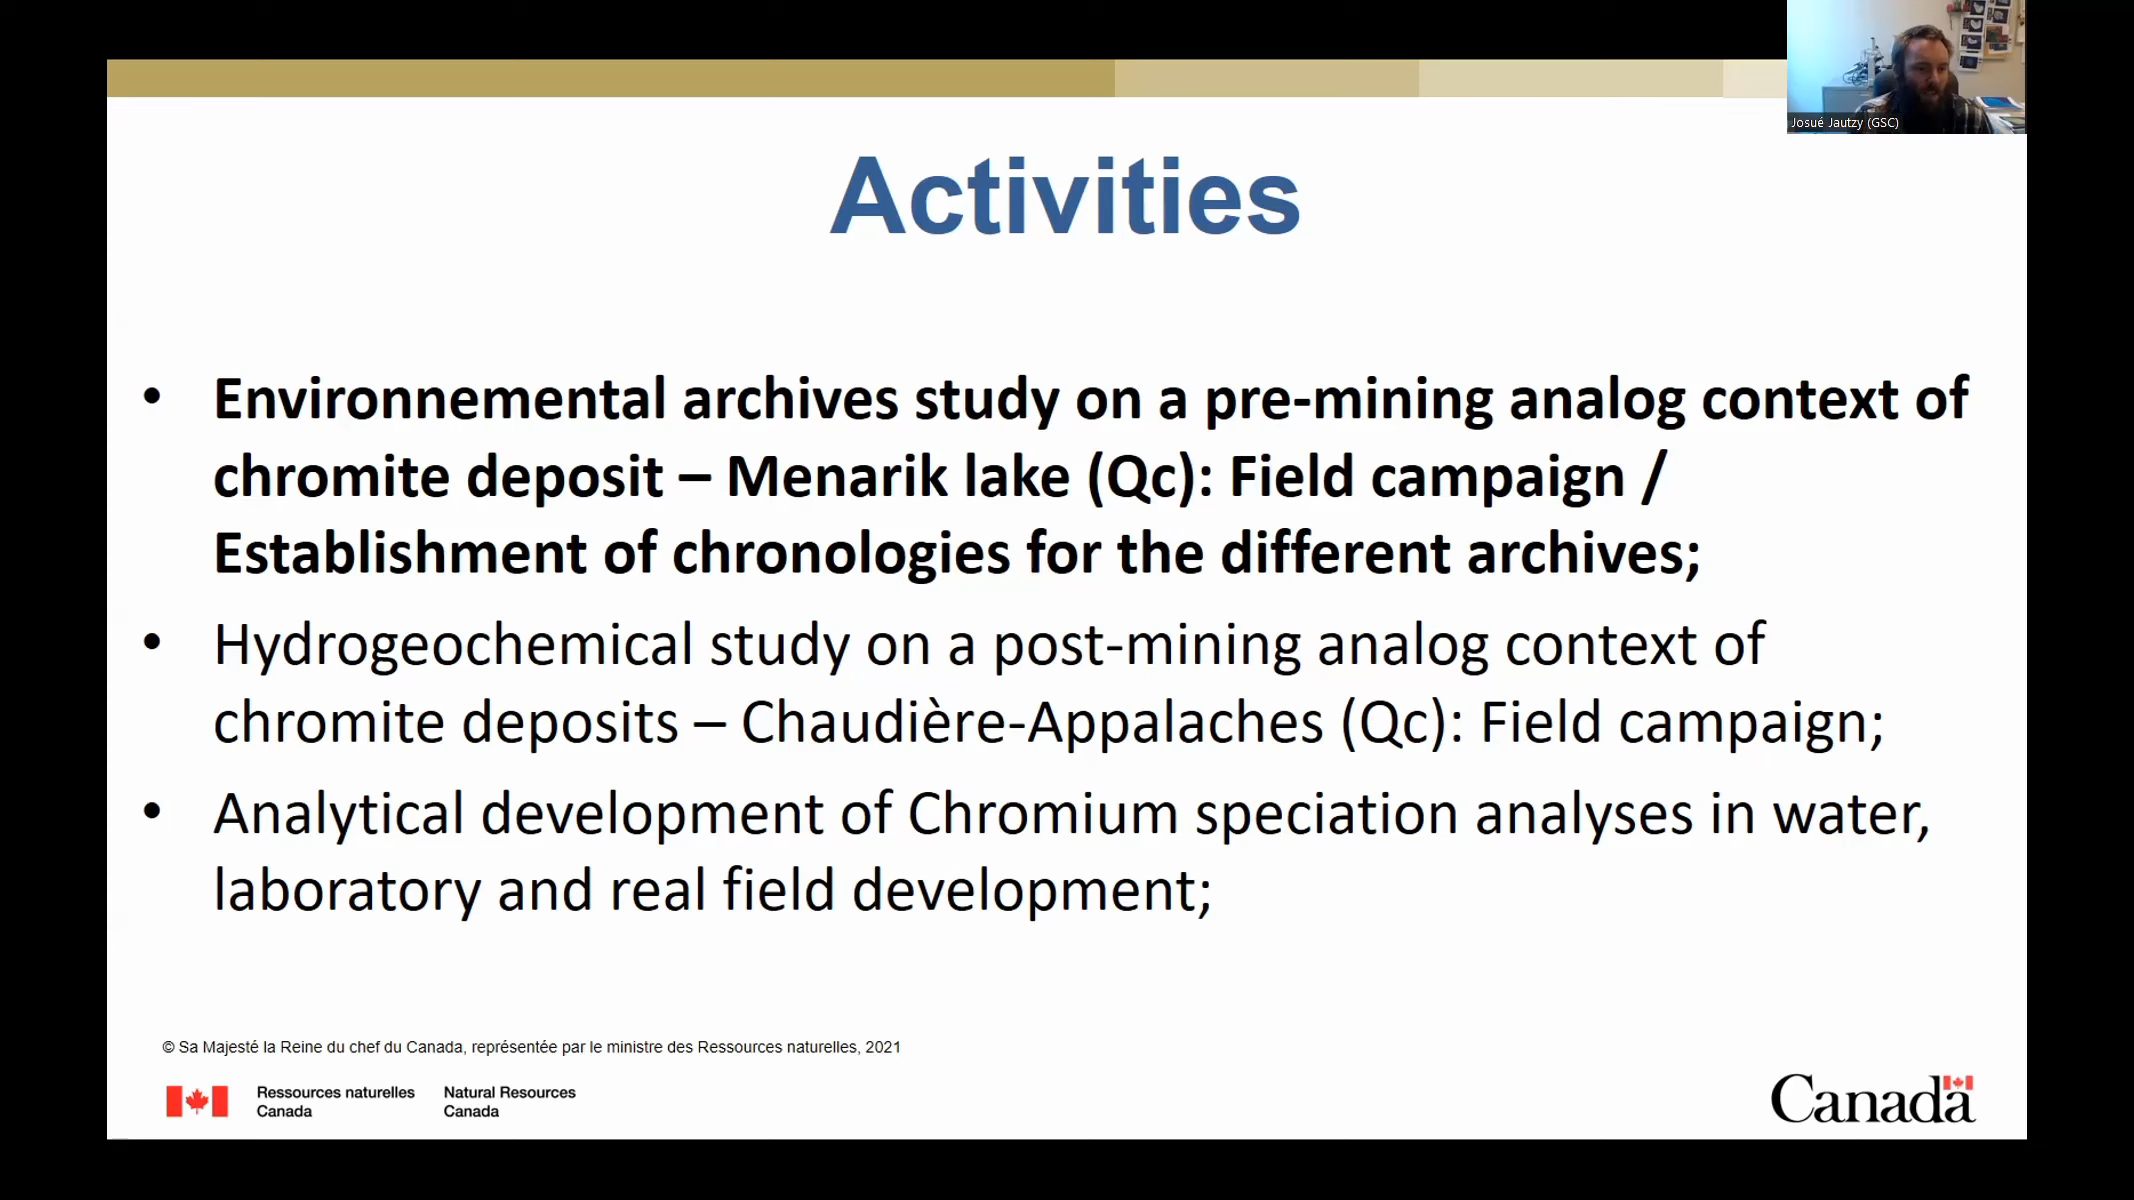 Josué Jautzy (GSC)
Activities
• Environnemental archives study on a pre-mining analog context of
chromite deposit – Menarik lake (Qc): Field campaign /
Establishment of chronologies for the different archives;
• Hydrogeochemical study on a post-mining analog context of
chromite deposits – Chaudière-Appalaches (Qc): Field campaign;
• Analytical development of Chromium speciation analyses in water,
laboratory and real field development;
© Sa Majesté la Reine du chef du Canada, représentée par le ministre des Ressources naturelles, 2021
Ressources naturelles
Canada
Natural Resources
Canada
Canada